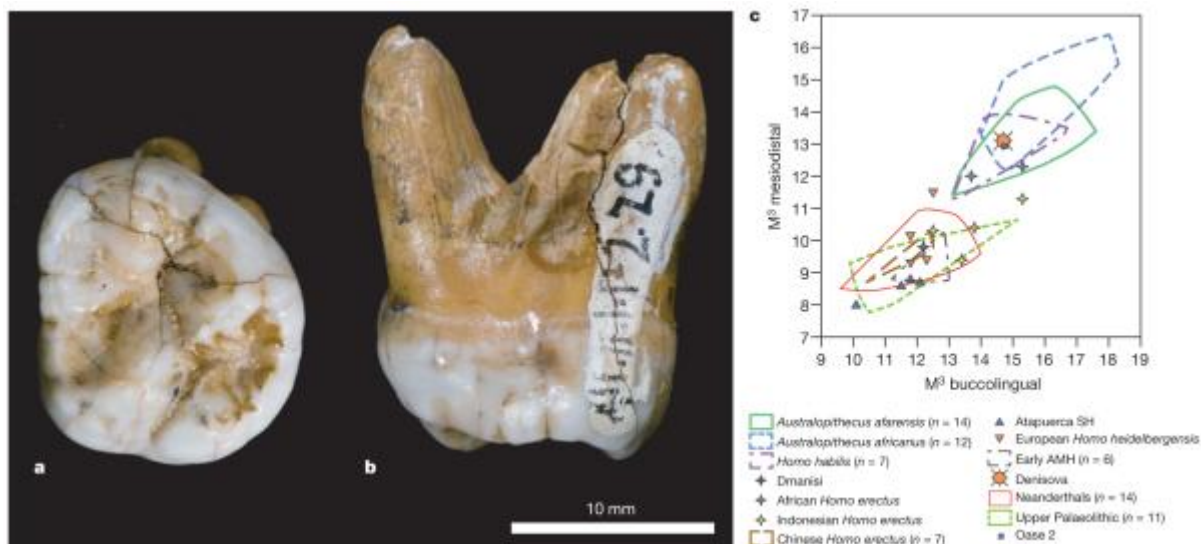 a
b
57.29
10 mm
c
17
16
15
14
13
12
11
10
9
8
7
M³ mesiodistal
9 10 11 12 13 14 15 16 17 18 19
M³ buccolingual
Australopithecus afarensis (n = 14)
Australopithecus africanus (n = 12)
Homo habilis (n = 7)
Dmanisi
African Homo erectus
Indonesian Homo erectus
Chinese Homo erectus (n = 7)
Atapuerca SH
European Homo heidelbergensis
Early AMH (n = 6)
Denisova
Neanderthals (n = 14)
Upper Palaeolithic (n = 11)
Oase 2